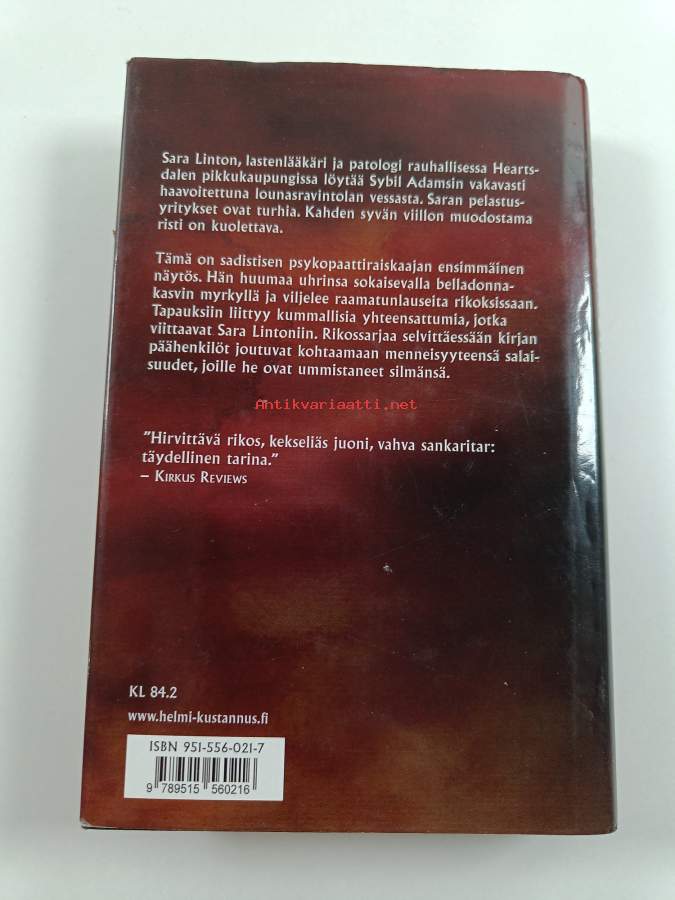 Sara Linton, lastenlääkäri ja patologi rauhallisessa Hearts-
dalen pikkukaupungissa löytää Sybil Adamsin vakavasti
haavoitettuna lounasravintolan vessasta. Saran pelastus-
yritykset ovat turhia. Kahden syvän viillon muodostama
risti on kuolettava.
Tämä on sadistisen psykopaattiraiskaajan ensimmäinen
näytös. Hän huumaa uhrinsa sokaisevalla belladonna-
kasvin myrkyllä ja viljelee raamatunlauseita rikoksissaan.
Tapauksiin liittyy kummallisia yhteensattumia, jotka
viittaavat Sara Lintoniin. Rikossarjaa selvittäessään kirjan
päähenkilöt joutuvat kohtaamaan menneisyyteensä salai-
suudet, joille he ovat ummistaneet silmänsä.
Antikvariaatti.net
”Hirvittävä rikos, kekseliäs juoni, vahva sankaritar:
täydellinen tarina.”
– Kirkus Reviews
KL 84.2
www.helmi-kustannus.fi
ISBN 951-556-021-7
9 789515 560216